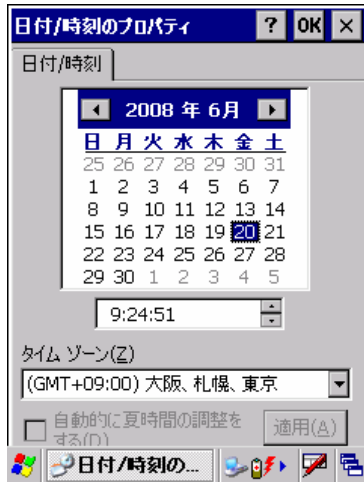 日付/時刻のプロパティ ? OK ×
日付/時刻
2008 年 6月
日 月 火 水 木 金 土
25 26 27 28 29 30 31
1 2 3 4 5 6 7
8 9 10 11 12 13 14
15 16 17 18 19 20 21
22 23 24 25 26 27 28
29 30 1 2 3 4 5
9:24:51
タイム ゾーン(Z)
(GMT+09:00) 大阪、札幌、東京
自動的に夏時間の調整を
する(D)
適用(A)
日付/時刻の...